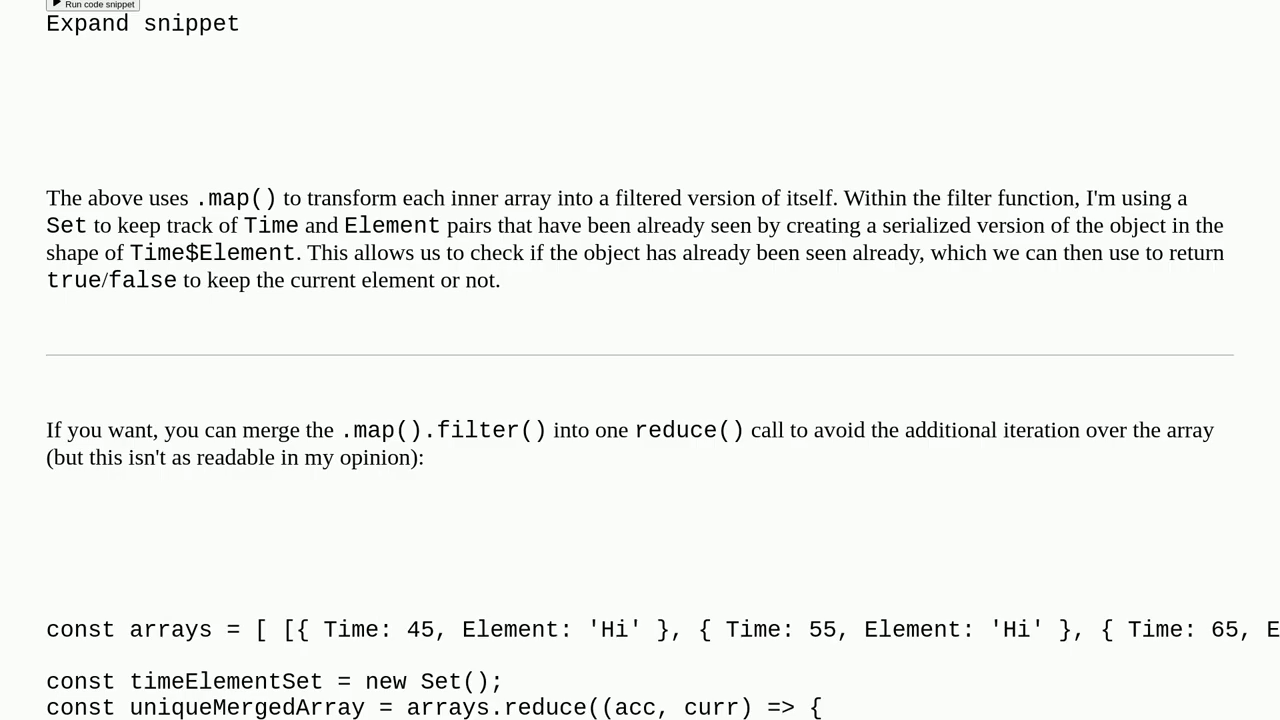 Run code snippet
Expand snippet
The above uses .map() to transform each inner array into a filtered version of itself. Within the filter function, I'm using a
Set to keep track of Time and Element pairs that have been already seen by creating a serialized version of the object in the
shape of Time$Element. This allows us to check if the object has already been seen already, which we can then use to return
true/false to keep the current element or not.
If you want, you can merge the .map().filter() into one reduce() call to avoid the additional iteration over the array
(but this isn't as readable in my opinion):
const arrays = [ [{ Time: 45, Element: 'Hi' }, { Time: 55, Element: 'Hi' }, { Time: 65, E
const timeElementSet = new Set();
const uniqueMergedArray = arrays.reduce((acc, curr) => {